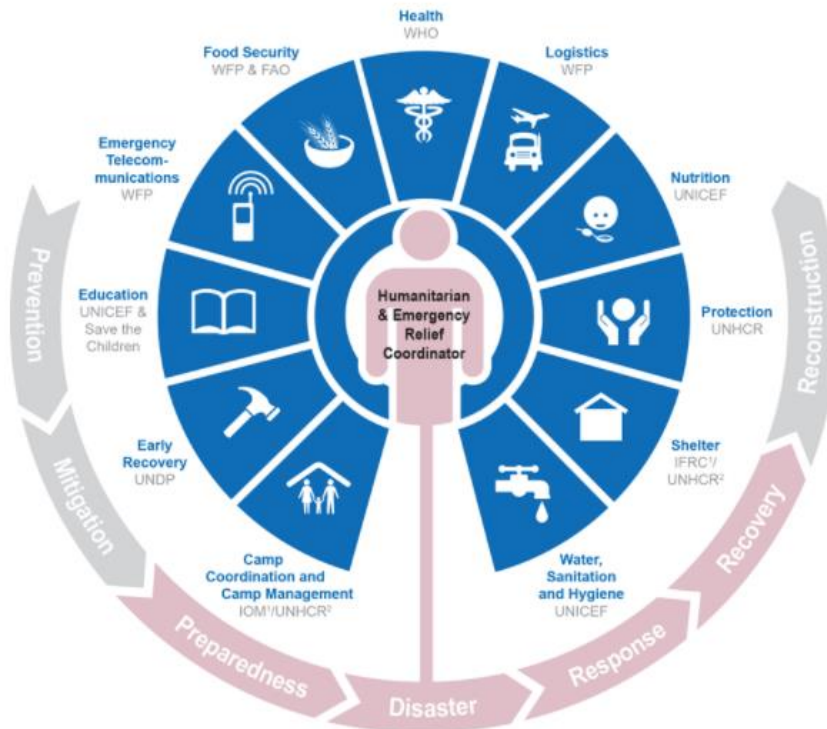 Health
WHO
Food Security
WFP & FAO
Logistics
WFP
Emergency
Telecom-
munications
WFP
Nutrition
UNICEF
Education
UNICEF &
Save the
Children
Protection
UNHCR
Humanitarian
& Emergency
Relief
Coordinator
Early
Recovery
UNDP
Shelter
IFRC¹/
UNHCR²
Camp
Coordination and
Camp Management
IOM¹/UNHCR²
Water,
Sanitation
and Hygiene
UNICEF
Prevention
Mitigation
Preparedness
Disaster
Response
Recovery
Reconstruction